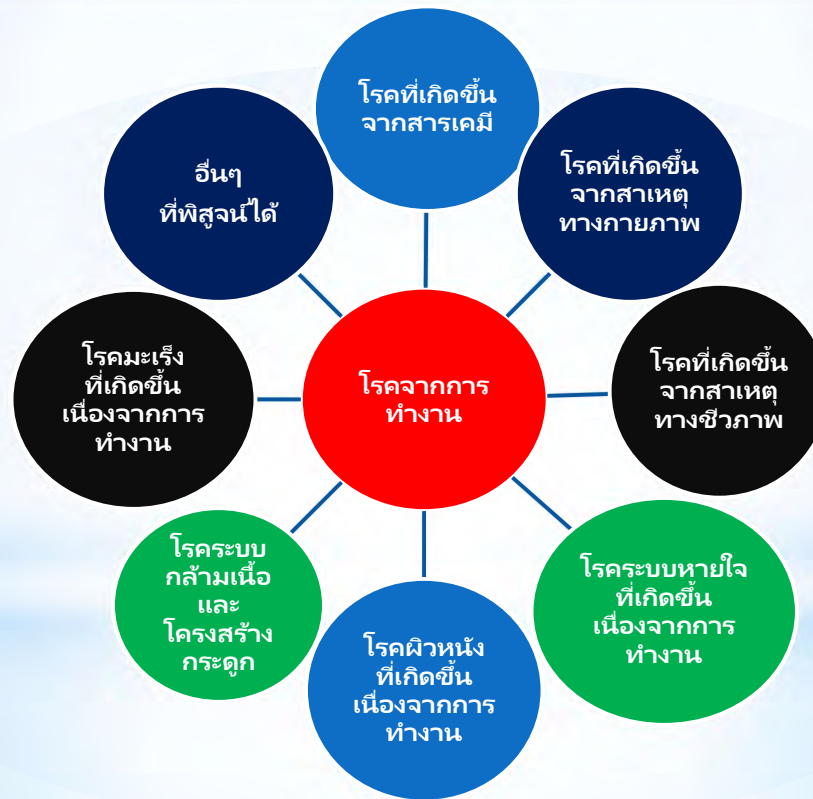 โรคที่เกิดขึ้น
จากสารเคมี
โรคที่เกิดขึ้น
จากสาเหตุ
ทางกายภาพ
โรคที่เกิดขึ้น
จากสาเหตุ
ทางชีวภาพ
โรคระบบหายใจ
ที่เกิดขึ้น
เนื่องจากการ
ทำงาน
โรคผิวหนัง
ที่เกิดขึ้น
เนื่องจากการ
ทำงาน
โรคระบบ
กล้ามเนื้อ
และ
โครงสร้าง
กระดูก
โรคมะเร็ง
ที่เกิดขึ้น
เนื่องจากการ
ทำงาน
อื่นๆ
ที่พิสูจน์ได้
โรคจากการ
ทำงาน